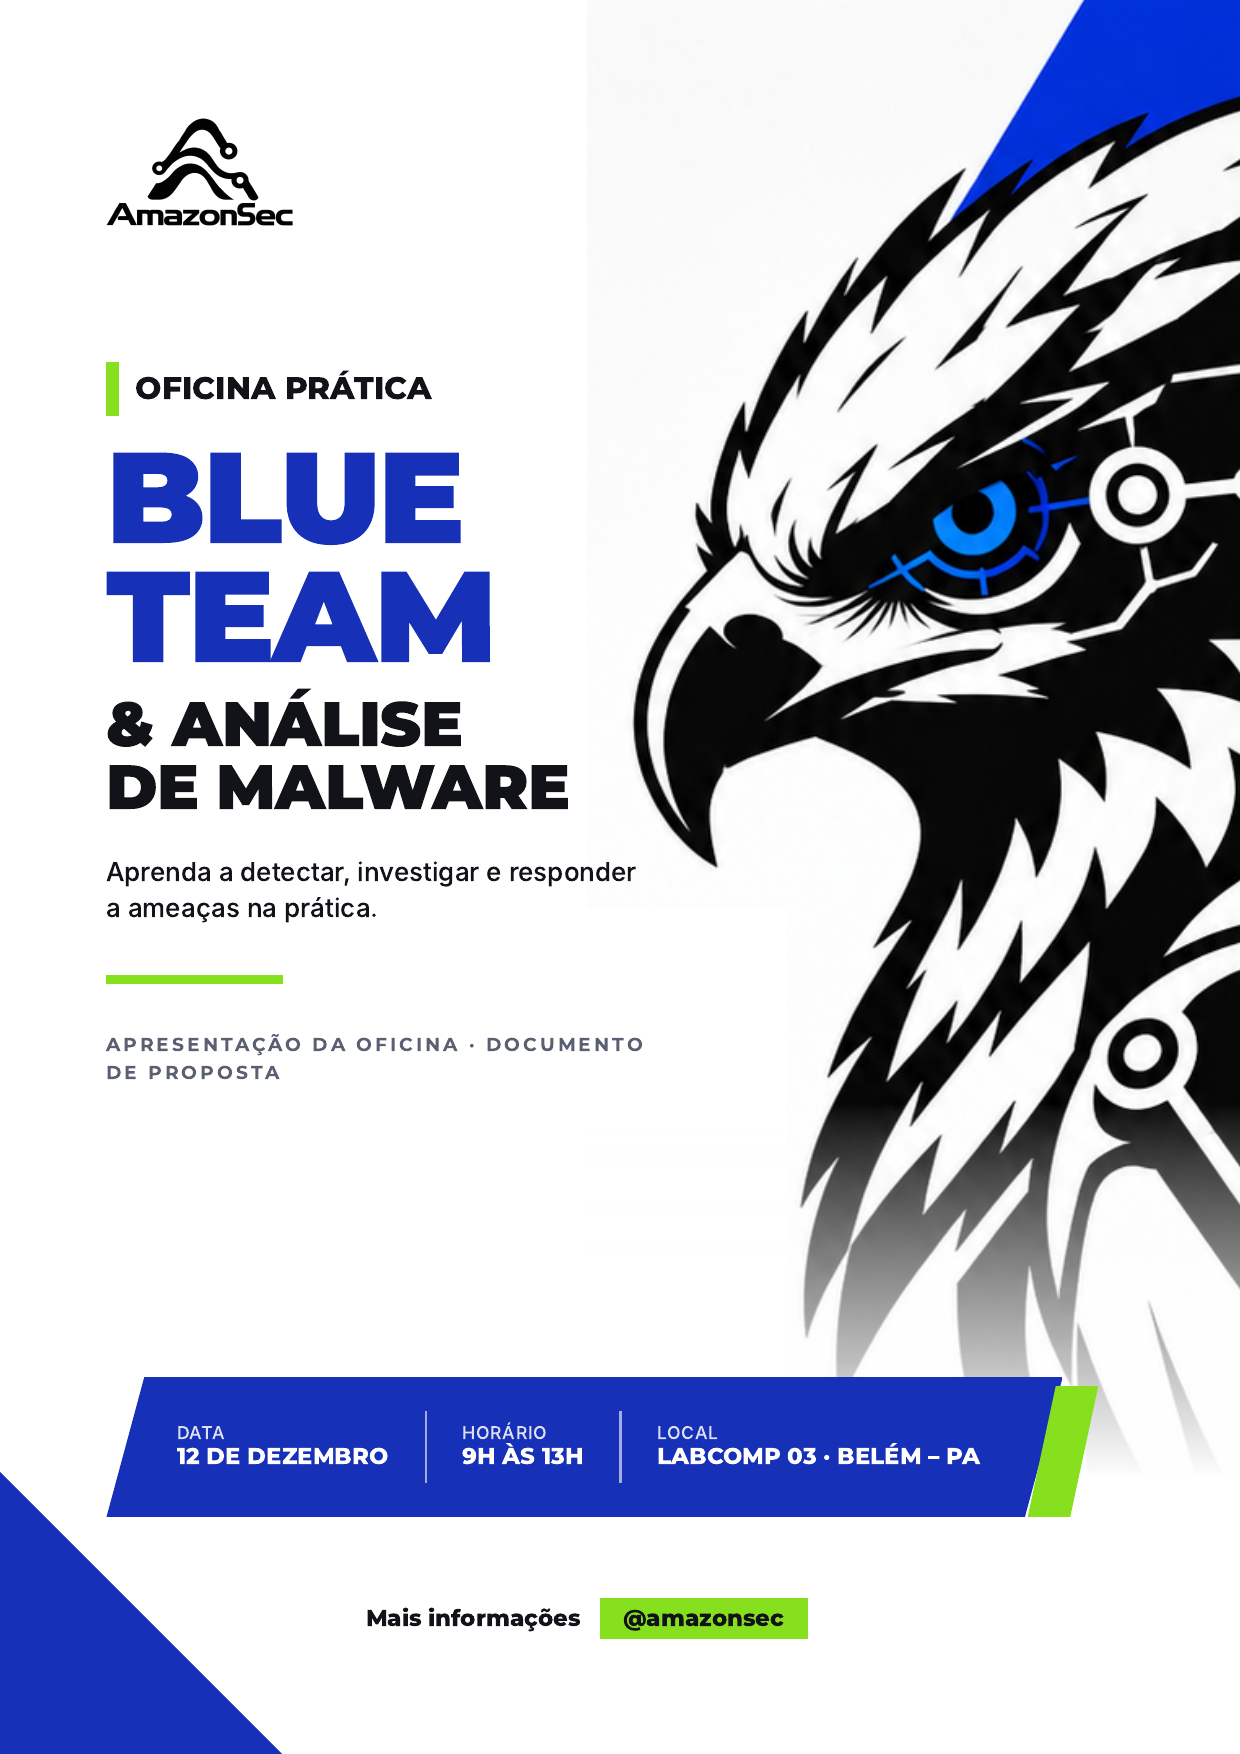 AmazonSec
OFICINA PRÁTICA
BLUE
TEAM
& ANÁLISE
DE MALWARE
Aprenda a detectar, investigar e responder
a ameaças na prática.
APRESENTAÇÃO DA OFICINA · DOCUMENTO
DE PROPOSTA
DATA
12 DE DEZEMBRO
HORÁRIO
9H ÀS 13H
LOCAL
LABCOMP 03 · BELÉM – PA
Mais informações @amazonsec